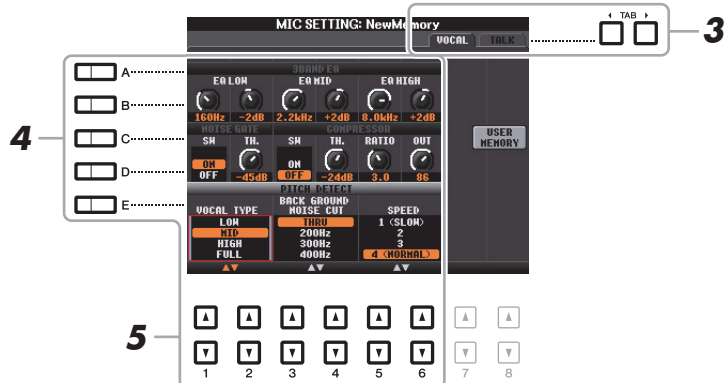 MIC SETTING: NewMemory
◄ TAB ►
3
VOCAL TALK
4
A
B
C
D
E
3BAND EQ
EQ LOW EQ MID EQ HIGH
160Hz -2dB 2.2kHz +2dB 8.0kHz +2dB
NOISE GATE COMPRESSOR
SW TH. SW TH. RATIO OUT
ON ON
OFF -45dB OFF -24dB 3.0 86
USER
MEMORY
PITCH DETECT
VOCAL TYPE BACK GROUND
NOISE CUT SPEED
LOW THRU 1 (SLOW)
MID 200Hz 2
HIGH 300Hz 3
FULL 400Hz 4 (NORMAL)
5
1 2 3 4 5 6 7 8